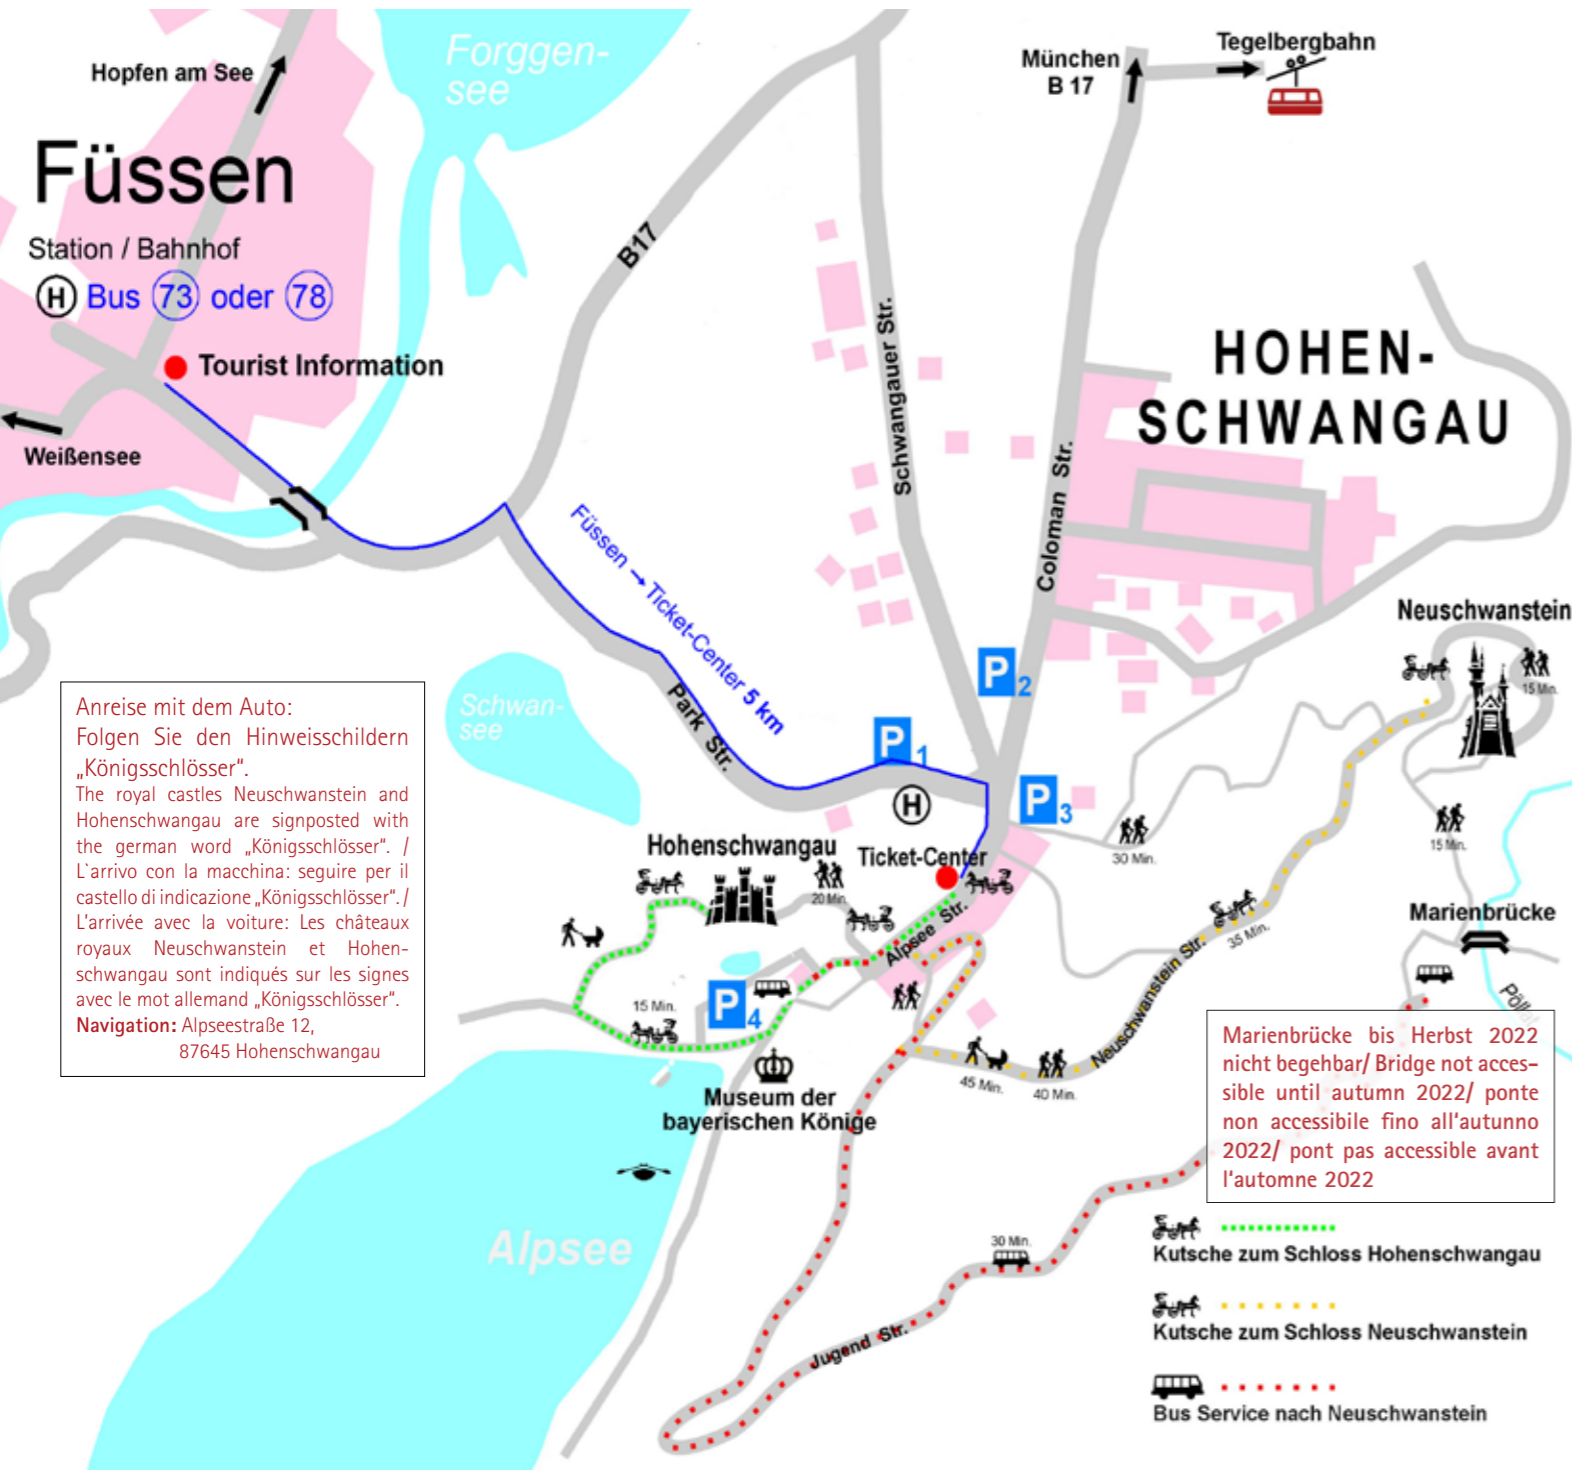 Forggen-
see
Hopfen am See
Füssen
Station / Bahnhof
H Bus 73 oder 78
Tourist Information
Weißensee
B17
München
B 17
Tegelbergbahn
HOHEN-
SCHWANGAU
Schwangauer Str.
Coloman Str.
Füssen → Ticket-Center 5 km
Park Str.
Schwan-
see
P1
P2
P3
H
Neuschwanstein
15 Min.
15 Min.
30 Min.
Anreise mit dem Auto:
Folgen Sie den Hinweisschildern
„Königsschlösser".
The royal castles Neuschwanstein and
Hohenschwangau are signposted with
the german word „Königsschlösser". /
L`arrivo con la macchina: seguire per il
castello di indicazione „Königsschlösser". /
L'arrivée avec la voiture: Les châteaux
royaux Neuschwanstein et Hohen-
schwangau sont indiqués sur les signes
avec le mot allemand „Königsschlösser".
Navigation: Alpseestraße 12,
87645 Hohenschwangau
Hohenschwangau
Ticket-Center
20 Min.
Alpsee Str.
15 Min.
P4
Museum der
bayerischen Könige
Alpsee
45 Min.
40 Min.
Neuschwanstein Str.
35 Min.
Marienbrücke
Marienbrücke bis Herbst 2022
nicht begehbar/ Bridge not acces-
sible until autumn 2022/ ponte
non accessibile fino all'autunno
2022/ pont pas accessible avant
l'automne 2022
30 Min.
Jugend Str.
Kutsche zum Schloss Hohenschwangau
Kutsche zum Schloss Neuschwanstein
Bus Service nach Neuschwanstein